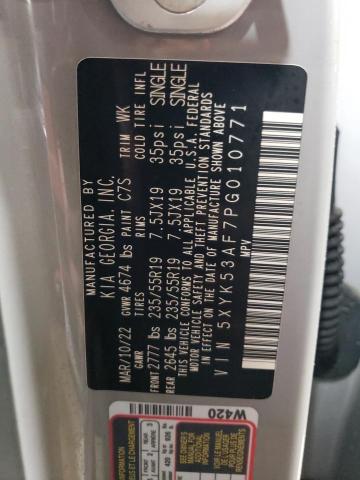 MANUFACTURED BY
KIA GEORGIA, INC.
MAR/10/22 GVWR 4674 lbs PAINT C7S TRIM WK
GAWR TIRES RIMS COLD TIRE INFL
FRONT 2777 lbs 235/55R19 7.5JX19 35psi SINGLE
REAR 2645 lbs 235/55R19 7.5JX19 35psi SINGLE
THIS VEHICLE CONFORMS TO ALL APPLICABLE U.S.A. FEDERAL
MOTOR VEHICLE SAFETY AND THEFT PREVENTION STANDARDS
IN EFFECT ON THE DATE OF MANUFACTURE SHOWN ABOVE
VIN 5XYK53AF7PG010771
MPV
W420